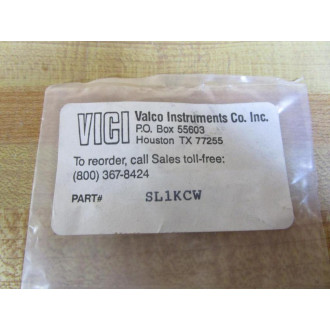 VICI Valco Instruments Co. Inc.
P.O. Box 55603
Houston TX 77255
To reorder, call Sales toll-free:
(800) 367-8424
PART# SL1KCW